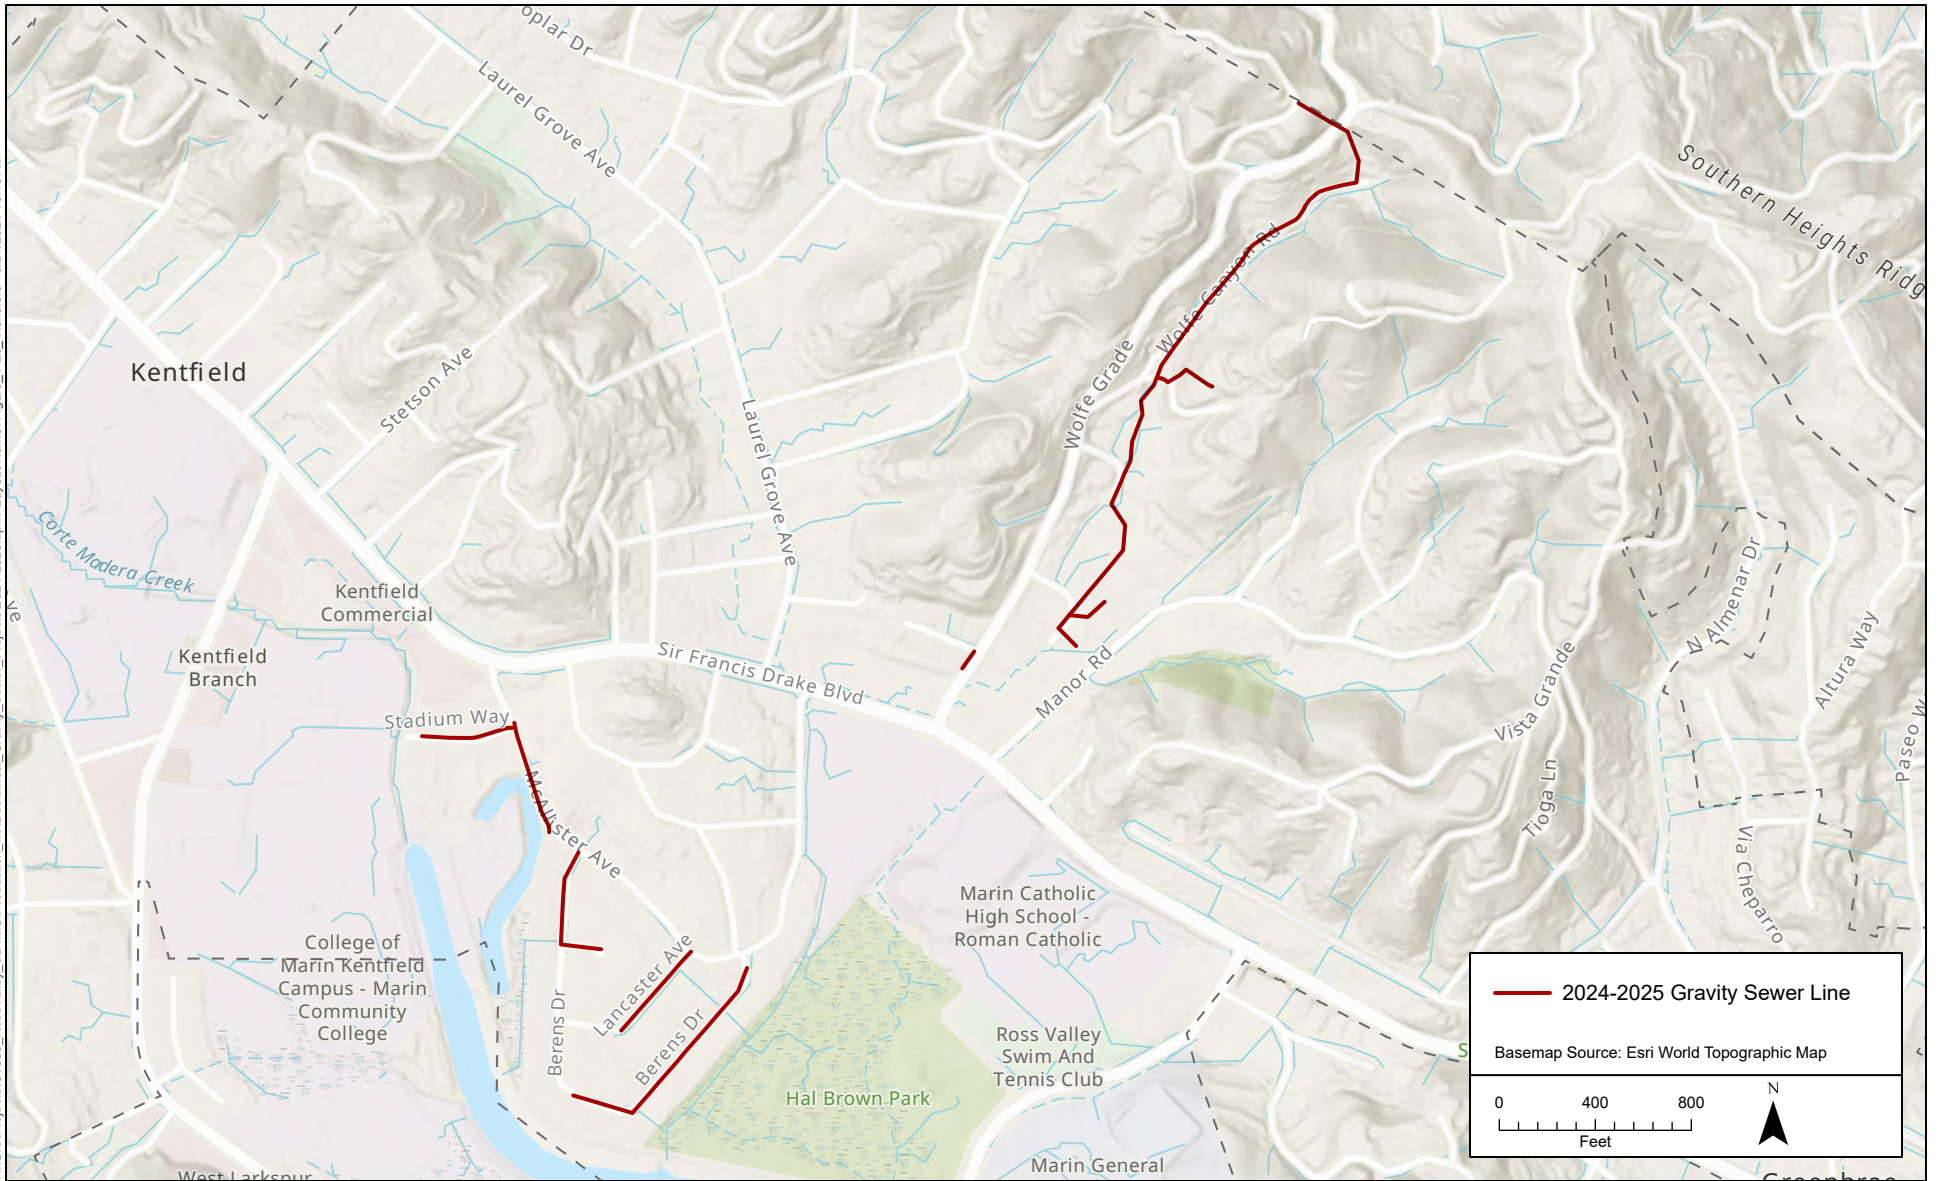 oplar Dr
Laurel Grove Ave
Southern Heights Ridg
Wolfe Canyon Rd
Wolfe Grade
Kentfield
Stetson Ave
Laurel Grove Ave
Corte Madera Creek
Kentfield
Commercial
ve
Kentfield
Branch
Sir Francis Drake Blvd
Manor Rd
N Almenar Dr
Altura Way
Vista Grande
Paseo W
Stadium Way
McAllister Ave
Tioga Ln
Via Cheparro
Marin Catholic
High School -
Roman Catholic
College of
Marin Kentfield
Campus - Marin
Community
College
Lancaster Ave
Berens Dr
Berens Dr
Ross Valley
Swim And
Tennis Club
Hal Brown Park
Marin General
West Larkspur
S
Greenbrae
2024-2025 Gravity Sewer Line
Basemap Source: Esri World Topographic Map
0 400 800
Feet
N